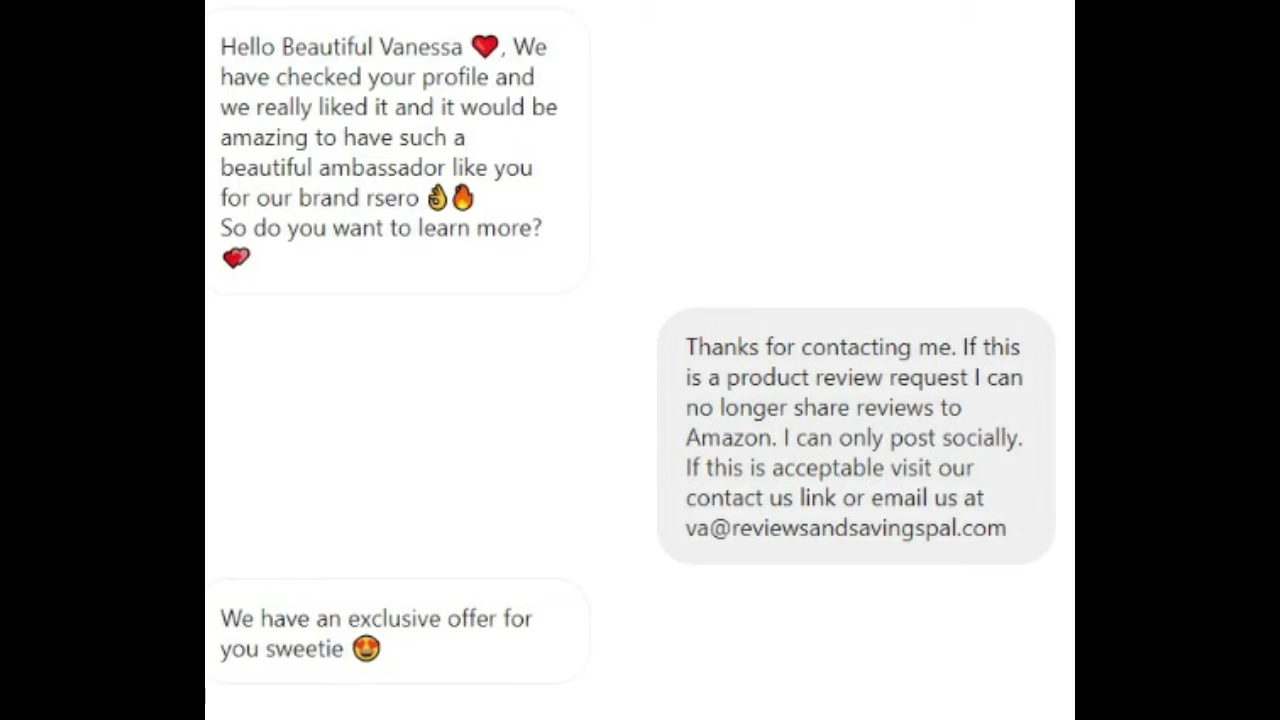 Hello Beautiful Vanessa ❤️, We
have checked your profile and
we really liked it and it would be
amazing to have such a
beautiful ambassador like you
for our brand rsero 👌🔥
So do you want to learn more?
💕
Thanks for contacting me. If this
is a product review request I can
no longer share reviews to
Amazon. I can only post socially.
If this is acceptable visit our
contact us link or email us at
va@reviewsandsavingspal.com
We have an exclusive offer for
you sweetie 😍